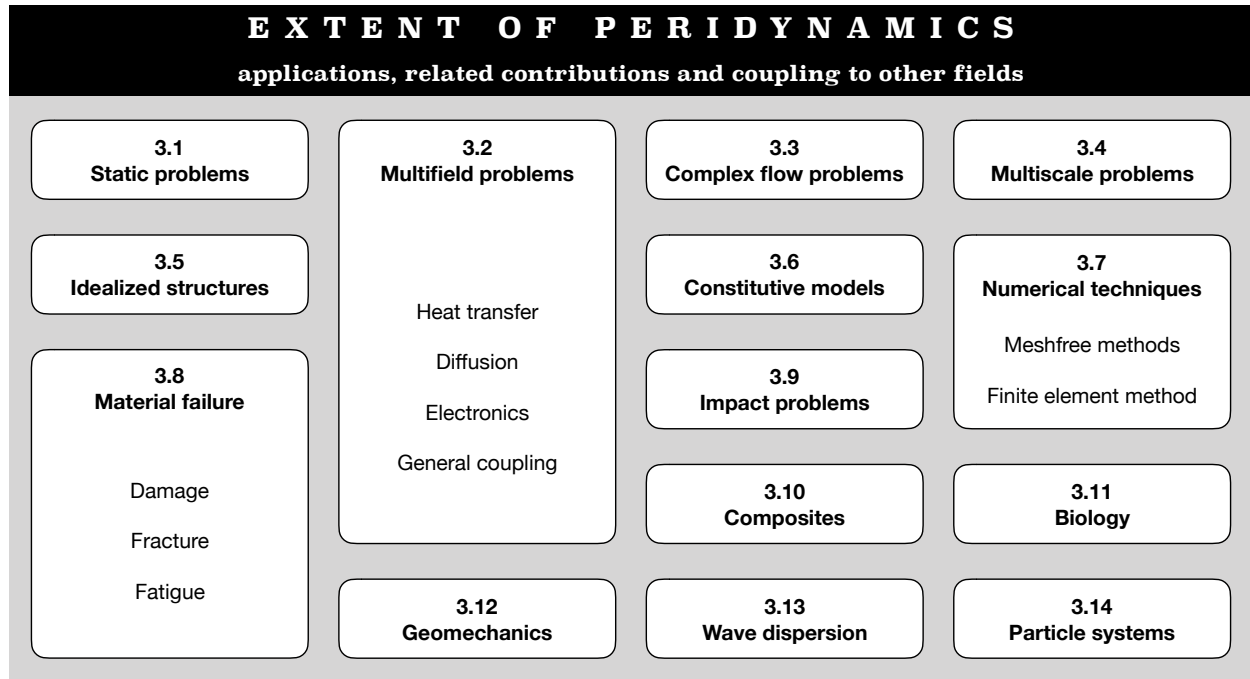 EXTENT OF PERIDYNAMICS
applications, related contributions and coupling to other fields
3.1
Static problems
3.2
Multifield problems
Heat transfer
Diffusion
Electronics
General coupling
3.3
Complex flow problems
3.4
Multiscale problems
3.5
Idealized structures
3.6
Constitutive models
3.7
Numerical techniques
Meshfree methods
Finite element method
3.8
Material failure
Damage
Fracture
Fatigue
3.9
Impact problems
3.10
Composites
3.11
Biology
3.12
Geomechanics
3.13
Wave dispersion
3.14
Particle systems